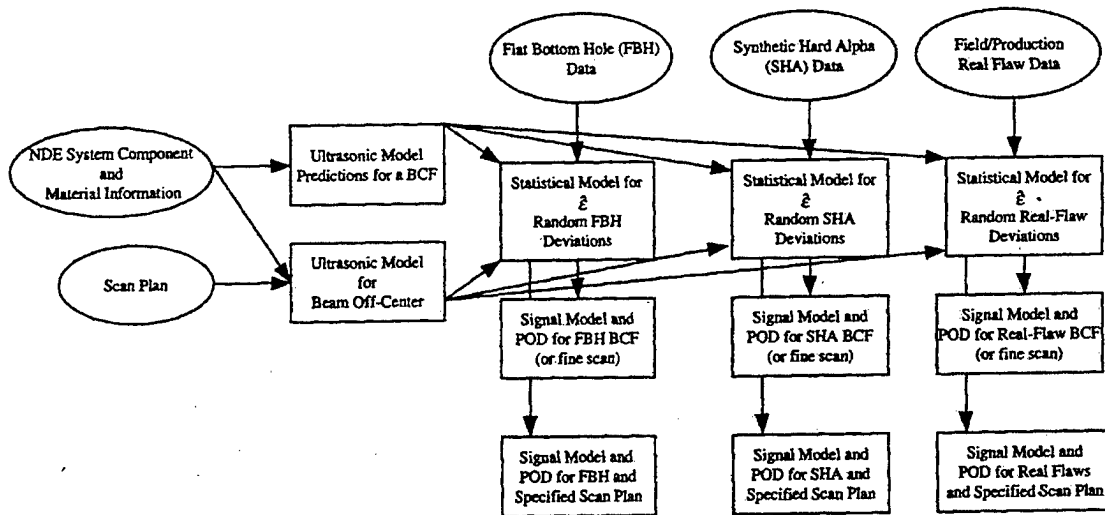 Flat Bottom Hole (FBH)
Data
Synthetic Hard Alpha
(SHA) Data
Field/Production
Real Flaw Data
NDE System Component
and
Material Information
Ultrasonic Model
Predictions for a BCF
Statistical Model for
ε̂
Random FBH
Deviations
Statistical Model for
ε̂
Random SHA
Deviations
Statistical Model for
ε̂
Random Real-Flaw
Deviations
Scan Plan
Ultrasonic Model
for
Beam Off-Center
Signal Model and
POD for FBH BCF
(or fine scan)
Signal Model and
POD for SHA BCF
(or fine scan)
Signal Model and
POD for Real-Flaw BCF
(or fine scan)
Signal Model and
POD for FBH and
Specified Scan Plan
Signal Model and
POD for SHA and
Specified Scan Plan
Signal Model and
POD for Real Flaws
and Specified Scan Plan